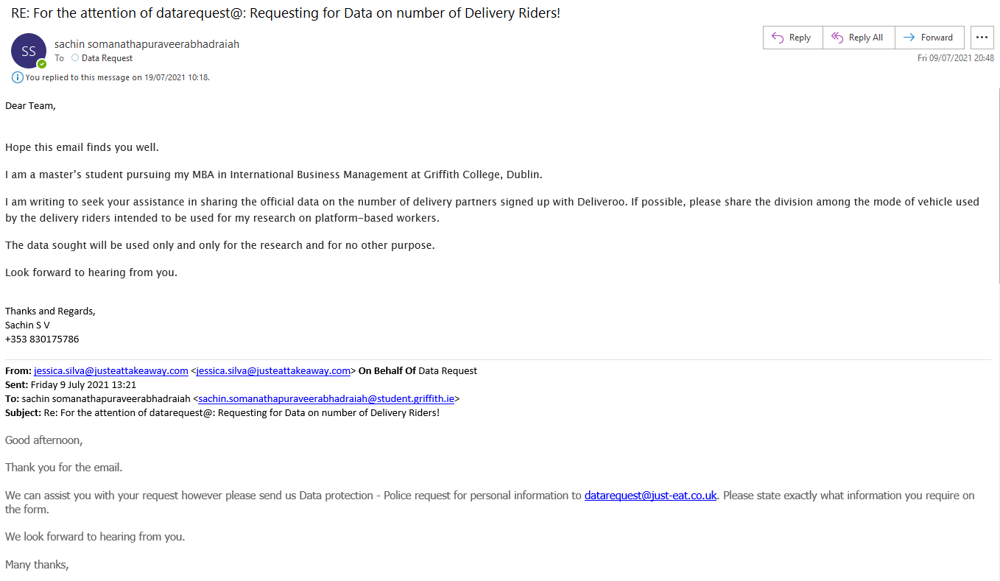 RE: For the attention of datarequest@: Requesting for Data on number of Delivery Riders!
SS
sachin somanathapuraveerabhadraiah
To Data Request
Reply
Reply All
Forward
Fri 09/07/2021 20:48
You replied to this message on 19/07/2021 10:18.
Dear Team,
Hope this email finds you well.
I am a master's student pursuing my MBA in International Business Management at Griffith College, Dublin.
I am writing to seek your assistance in sharing the official data on the number of delivery partners signed up with Deliveroo. If possible, please share the division among the mode of vehicle used
by the delivery riders intended to be used for my research on platform-based workers.
The data sought will be used only and only for the research and for no other purpose.
Look forward to hearing from you.
Thanks and Regards,
Sachin S V
+353 830175786
From: jessica.silva@justeattakeaway.com <jessica.silva@justeattakeaway.com> On Behalf Of Data Request
Sent: Friday 9 July 2021 13:21
To: sachin somanathapuraveerabhadraiah <sachin.somanathapuraveerabhadraiah@student.griffith.ie>
Subject: Re: For the attention of datarequest@: Requesting for Data on number of Delivery Riders!
Good afternoon,
Thank you for the email.
We can assist you with your request however please send us Data protection - Police request for personal information to datarequest@just-eat.co.uk. Please state exactly what information you require on
the form.
We look forward to hearing from you.
Many thanks,